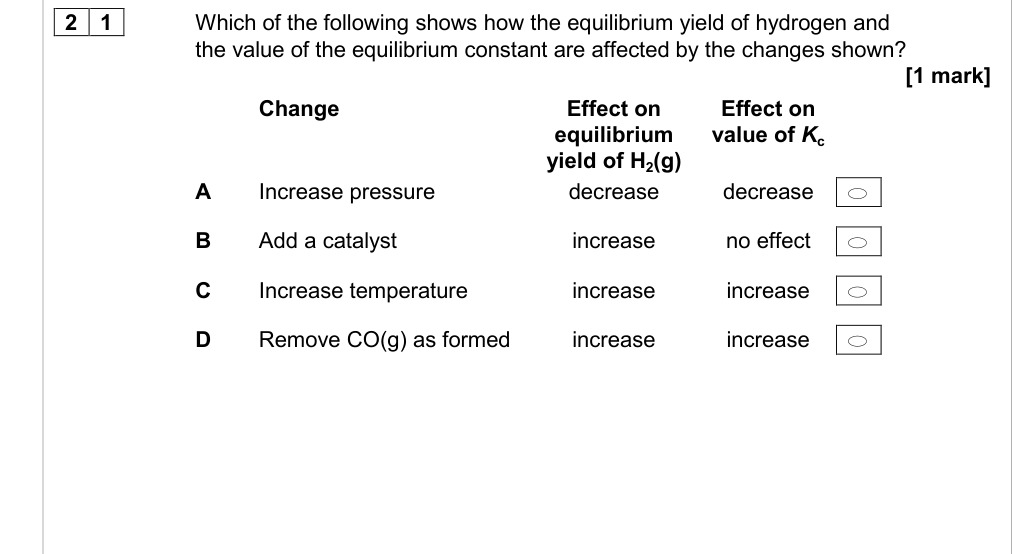 2 1 Which of the following shows how the equilibrium yield of hydrogen and
the value of the equilibrium constant are affected by the changes shown?
[1 mark]
Change Effect on equilibrium yield of H₂(g) Effect on value of Kc
A Increase pressure decrease decrease
B Add a catalyst increase no effect
C Increase temperature increase increase
D Remove CO(g) as formed increase increase